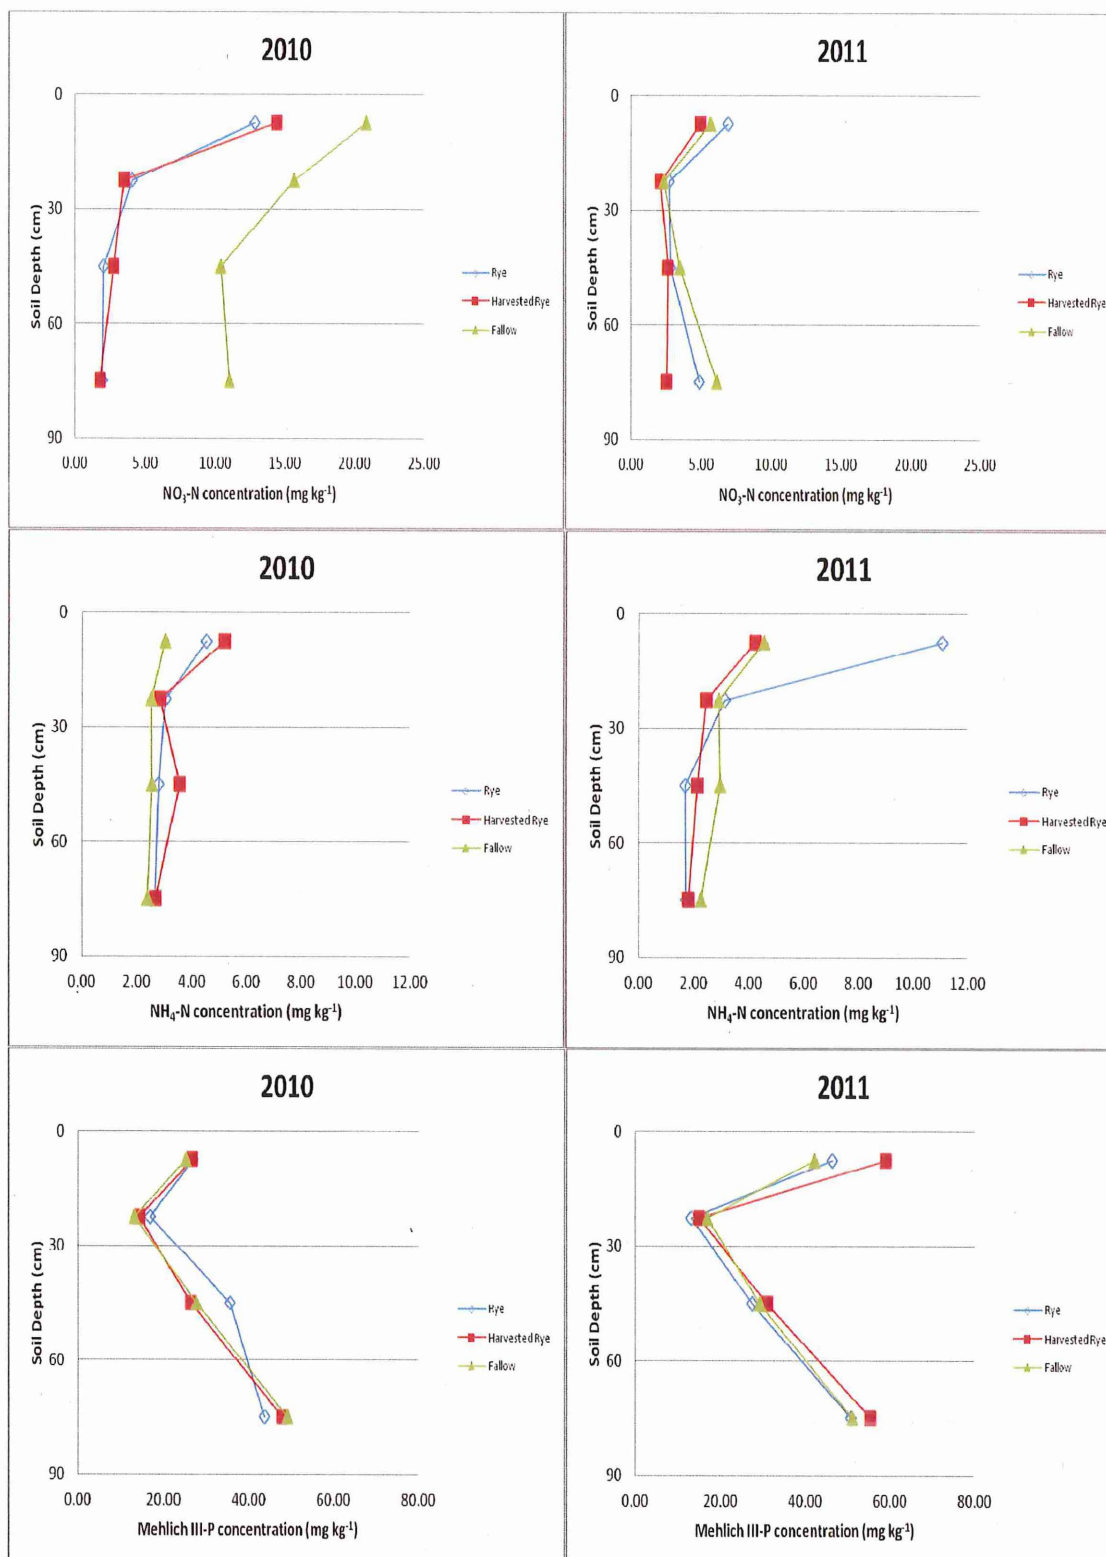 2010
0
30
60
90
Soil Depth (cm)
0.00 5.00 10.00 15.00 20.00 25.00
NO₃-N concentration (mg kg⁻¹)
Rye
Harvested Rye
Fallow
2011
0
30
60
90
Soil Depth (cm)
0.00 5.00 10.00 15.00 20.00 25.00
NO₃-N concentration (mg kg⁻¹)
Rye
Harvested Rye
Fallow
2010
0
30
60
90
Soil Depth (cm)
0.00 2.00 4.00 6.00 8.00 10.00 12.00
NH₄-N concentration (mg kg⁻¹)
Rye
Harvested Rye
Fallow
2011
0
30
60
90
Soil Depth (cm)
0.00 2.00 4.00 6.00 8.00 10.00 12.00
NH₄-N concentration (mg kg⁻¹)
Rye
Harvested Rye
Fallow
2010
0
30
60
90
Soil Depth (cm)
0.00 20.00 40.00 60.00 80.00
Mehlich III-P concentration (mg kg⁻¹)
Rye
Harvested Rye
Fallow
2011
0
30
60
90
Soil Depth (cm)
0.00 20.00 40.00 60.00 80.00
Mehlich III-P concentration (mg kg⁻¹)
Rye
Harvested Rye
Fallow